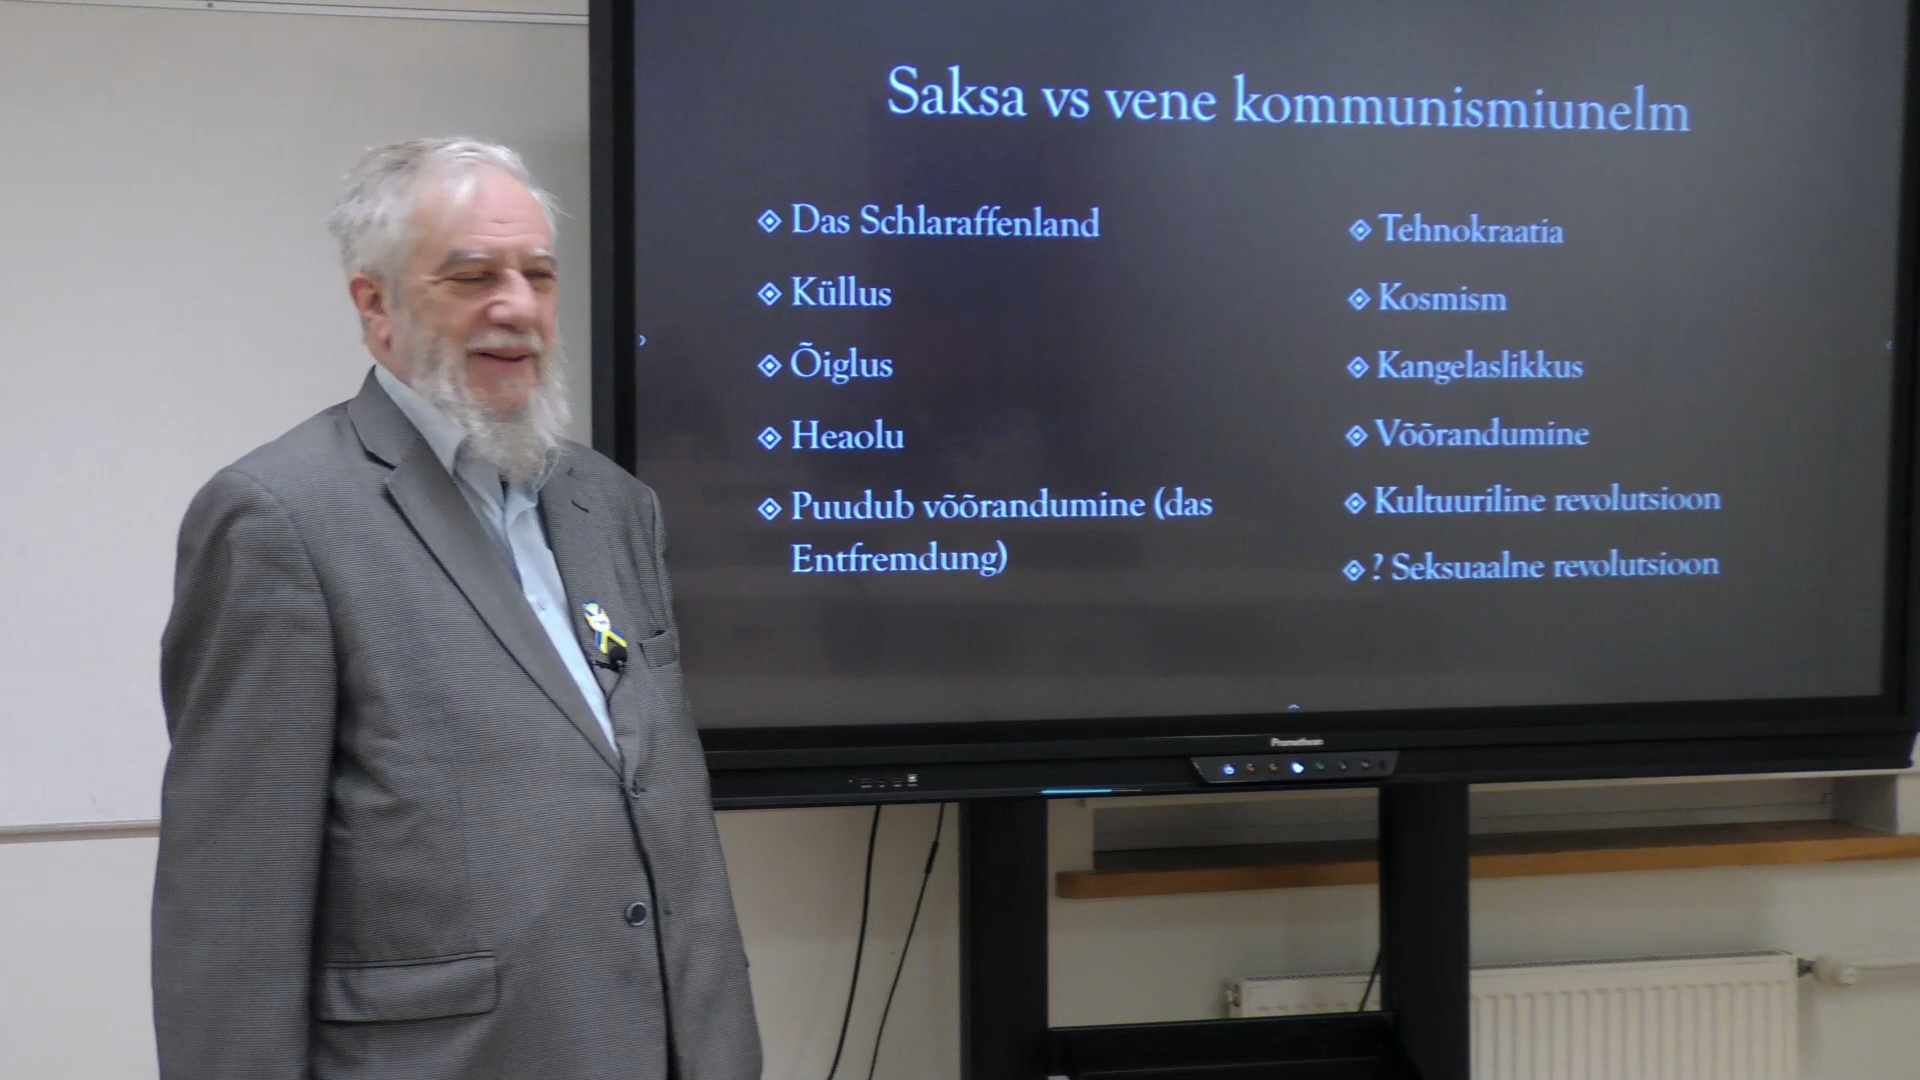 Saksa vs vene kommunismiunelm
Das Schlaraffenland
Küllus
Õiglus
Heaolu
Puudub võõrandumine (das
Entfremdung)
Tehnokraatia
Kosmism
Kangelaslikkus
Võõrandumine
Kultuuriline revolutsioon
? Seksuaalne revolutsioon
Promethean